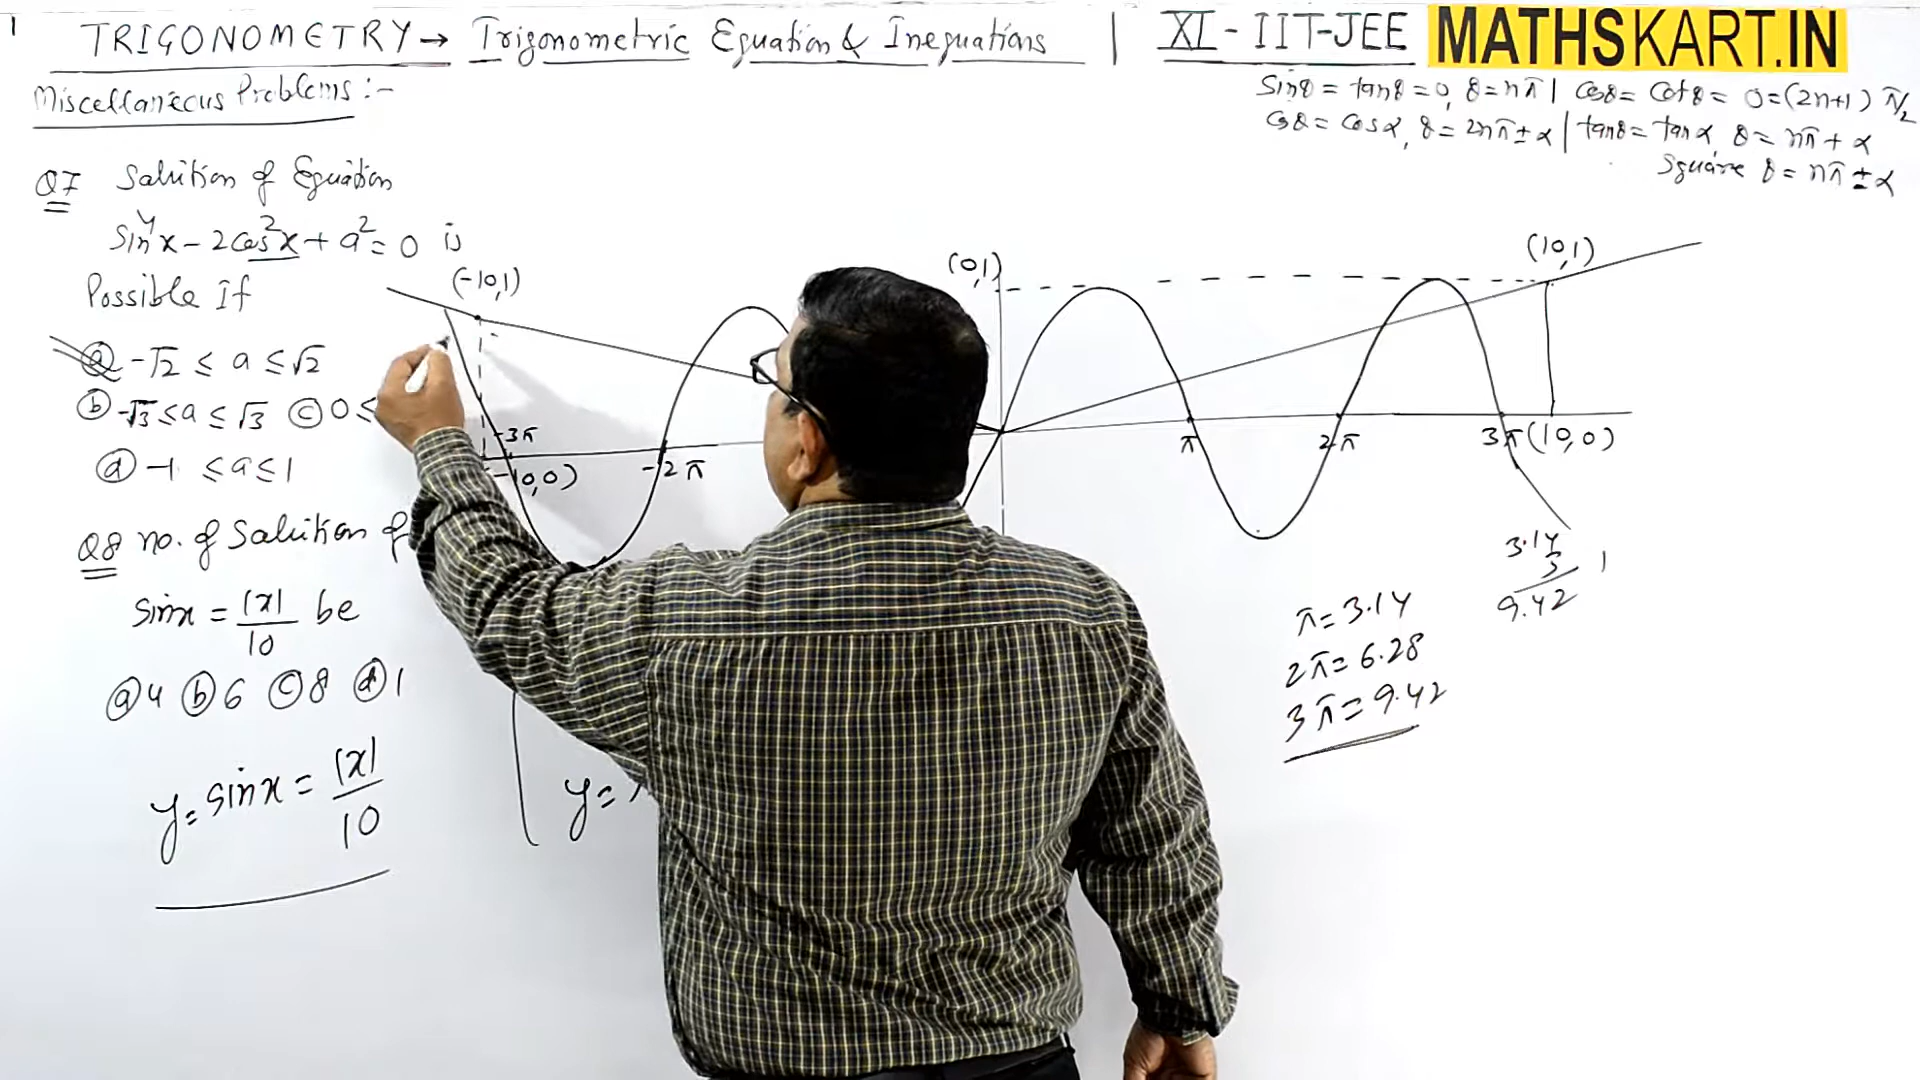 1
TRIGONOMETRY → Trigonometric Equation & Inequations | XI - IIT-JEE MATHSKART.IN
Miscellaneous Problems :-
Sinθ = tanθ = 0, θ = nπ | cosθ = cotθ = 0 = (2n+1) π/2
cosθ = cosα, θ = 2nπ ± α | tanθ = tanα, θ = nπ + α
Square θ = nπ ± α
Q7 Solution of Equation
Sin⁴x - 2cos²x + a² = 0 is
Possible If
(a) -√2 ≤ a ≤ √2
(b) -√3 ≤ a ≤ √3 (c) 0 ≤
(d) -1 ≤ a ≤ 1
Q8 no. of Solution of
Sinx = |x|/10 be
(a) 4 (b) 6 (c) 8 (d) 1
y = Sinx = |x|/10
(-10,1)
(0,1)
(10,1)
-3π
(-10,0)
-2π
π
2π
3π (10,0)
y =
π = 3.14
2π = 6.28
3π = 9.42
3.14
3
9.42